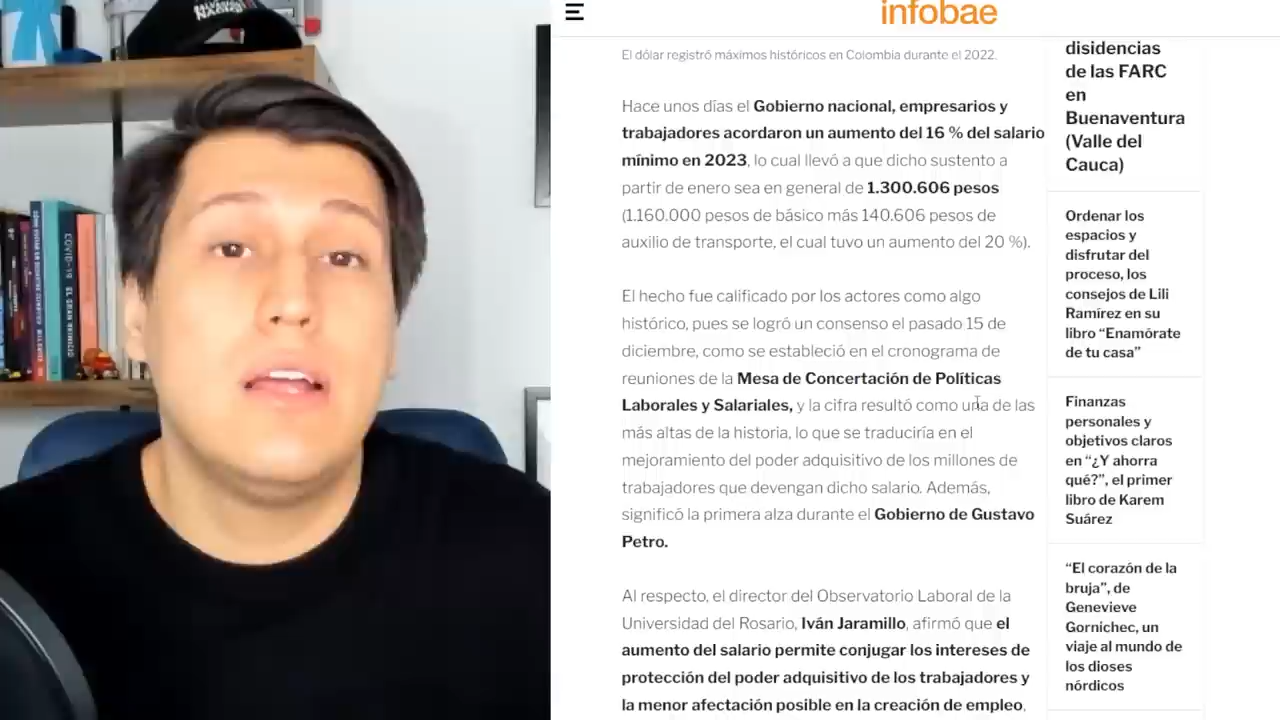 infobae
El dólar registró máximos históricos en Colombia durante el 2022.
Hace unos días el Gobierno nacional, empresarios y
trabajadores acordaron un aumento del 16 % del salario
mínimo en 2023, lo cual llevó a que dicho sustento a
partir de enero sea en general de 1.300.606 pesos
(1.160.000 pesos de básico más 140.606 pesos de
auxilio de transporte, el cual tuvo un aumento del 20 %).
El hecho fue calificado por los actores como algo
histórico, pues se logró un consenso el pasado 15 de
diciembre, como se estableció en el cronograma de
reuniones de la Mesa de Concertación de Políticas
Laborales y Salariales, y la cifra resultó como una de las
más altas de la historia, lo que se traduciría en el
mejoramiento del poder adquisitivo de los millones de
trabajadores que devengan dicho salario. Además,
significó la primera alza durante el Gobierno de Gustavo
Petro.
Al respecto, el director del Observatorio Laboral de la
Universidad del Rosario, Iván Jaramillo, afirmó que el
aumento del salario permite conjugar los intereses de
protección del poder adquisitivo de los trabajadores y
la menor afectación posible en la creación de empleo,
disidencias
de las FARC
en
Buenaventura
(Valle del
Cauca)
Ordenar los
espacios y
disfrutar del
proceso, los
consejos de Lili
Ramírez en su
libro “Enamórate
de tu casa”
Finanzas
personales y
objetivos claros
en “¿Y ahorra
qué?”, el primer
libro de Karem
Suárez
“El corazón de la
bruja”, de
Genevieve
Gornichec, un
viaje al mundo de
los dioses
nórdicos
COVID-19
EL GRAN REINICIO